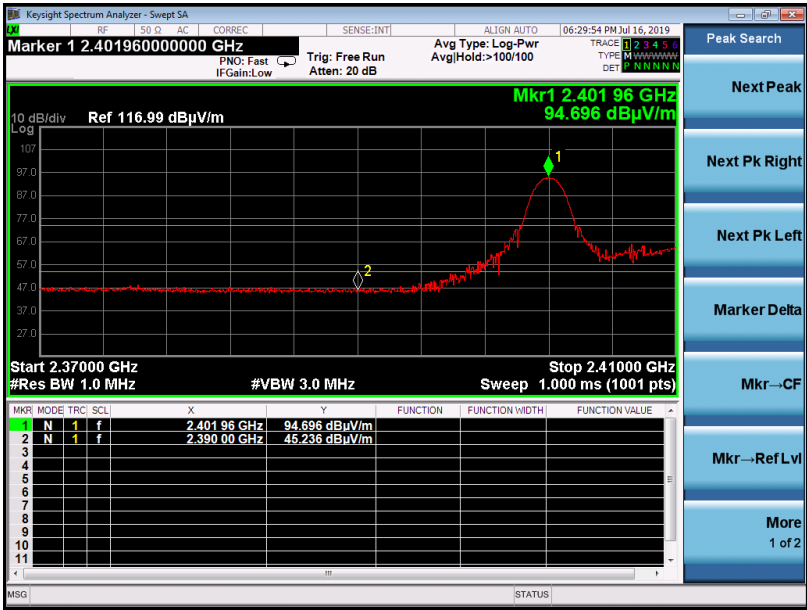 Keysight Spectrum Analyzer - Swept SA
LXI RF 50 Ω AC CORREC SENSE:INT ALIGN AUTO 06:29:54 PM Jul 16, 2019
Marker 1 2.401960000000 GHz
PNO: Fast Trig: Free Run Avg Type: Log-Pwr TRACE 1 2 3 4 5 6
IFGain:Low Atten: 20 dB Avg|Hold:>100/100 TYPE M WWWWW
DET P N N N N N
Mkr1 2.401 96 GHz
10 dB/div Ref 116.99 dBµV/m 94.696 dBµV/m
Log
107
97.0
87.0
77.0
67.0
57.0
47.0
37.0
27.0
1
2
Start 2.37000 GHz Stop 2.41000 GHz
#Res BW 1.0 MHz #VBW 3.0 MHz Sweep 1.000 ms (1001 pts)
MKR MODE TRC SCL X Y FUNCTION FUNCTION WIDTH FUNCTION VALUE
1 N 1 f 2.401 96 GHz 94.696 dBµV/m
2 N 1 f 2.390 00 GHz 45.236 dBµV/m
3
4
5
6
7
8
9
10
11
MSG STATUS
Peak Search
Next Peak
Next Pk Right
Next Pk Left
Marker Delta
Mkr→CF
Mkr→Ref Lvl
More
1 of 2